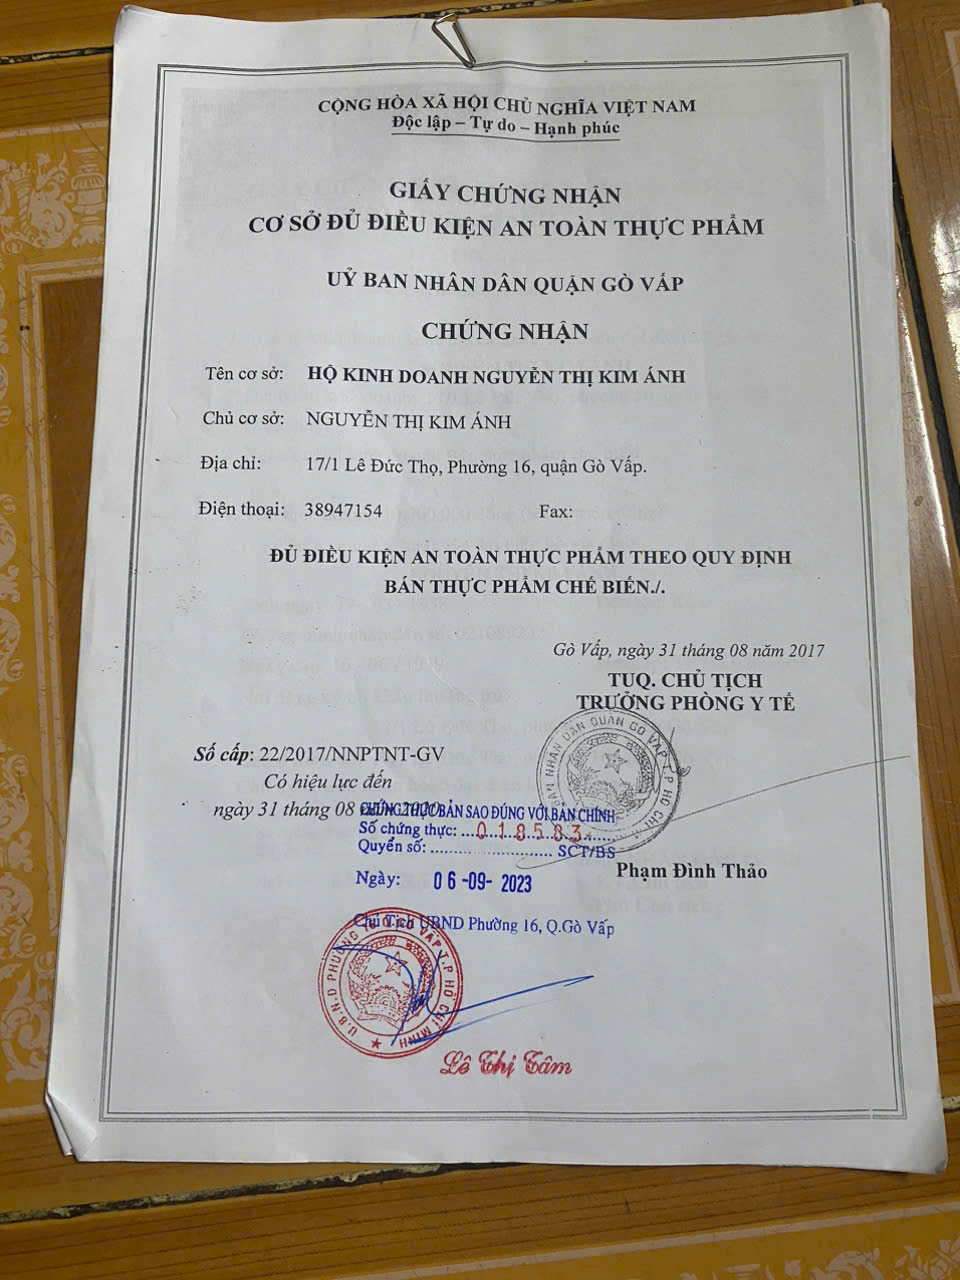 CỘNG HÒA XÃ HỘI CHỦ NGHĨA VIỆT NAM
Độc lập – Tự do – Hạnh phúc
GIẤY CHỨNG NHẬN
CƠ SỞ ĐỦ ĐIỀU KIỆN AN TOÀN THỰC PHẨM
UỶ BAN NHÂN DÂN QUẬN GÒ VẤP
CHỨNG NHẬN
Tên cơ sở: HỘ KINH DOANH NGUYỄN THỊ KIM ÁNH
Chủ cơ sở: NGUYỄN THỊ KIM ÁNH
Địa chỉ: 17/1 Lê Đức Thọ, Phường 16, quận Gò Vấp.
Điện thoại: 38947154 Fax:
ĐỦ ĐIỀU KIỆN AN TOÀN THỰC PHẨM THEO QUY ĐỊNH
BÁN THỰC PHẨM CHẾ BIẾN./.
Gò Vấp, ngày 31 tháng 08 năm 2017
TUQ. CHỦ TỊCH
TRƯỞNG PHÒNG Y TẾ
BAN NHÂN DÂN QUẬN GÒ VẤP T.P HỒ CHÍ M
Số cấp: 22/2017/NNPTNT-GV
Có hiệu lực đến
ngày 31 tháng 08 năm 2020
CHỨNG THỰC BẢN SAO ĐÚNG VỚI BẢN CHÍNH
Số chứng thực: 018583
Quyển số: SCT/BS
Phạm Đình Thảo
Ngày: 06-09-2023
Chủ Tịch UBND Phường 16, Q.Gò Vấp
U.B.N.D PHƯỜNG 16 Q.GÒ VẤP T.P HỒ CHÍ MINH
Lê Thị Tâm